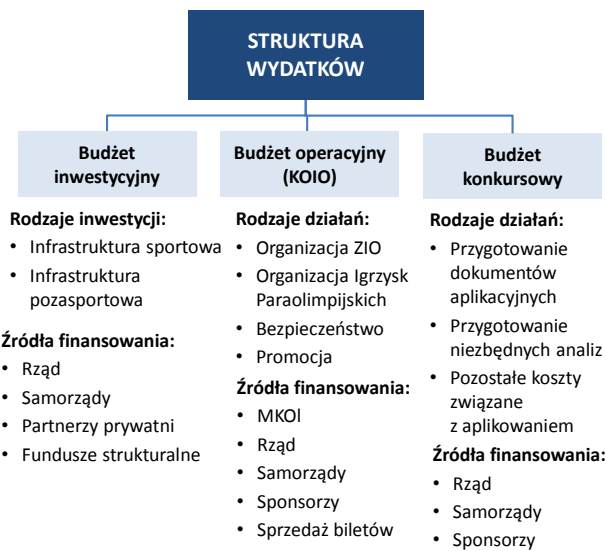 STRUKTURA
WYDATKÓW
Budżet
inwestycyjny
Rodzaje inwestycji:
• Infrastruktura sportowa
• Infrastruktura
pozasportowa
Źródła finansowania:
• Rząd
• Samorządy
• Partnerzy prywatni
• Fundusze strukturalne
Budżet operacyjny
(KOIO)
Rodzaje działań:
• Organizacja ZIO
• Organizacja Igrzysk
Paraolimpijskich
• Bezpieczeństwo
• Promocja
Źródła finansowania:
• MKOl
• Rząd
• Samorządy
• Sponsorzy
• Sprzedaż biletów
Budżet
konkursowy
Rodzaje działań:
• Przygotowanie
dokumentów
aplikacyjnych
• Przygotowanie
niezbędnych analiz
• Pozostałe koszty
związane
z aplikowaniem
Źródła finansowania:
• Rząd
• Samorządy
• Sponsorzy